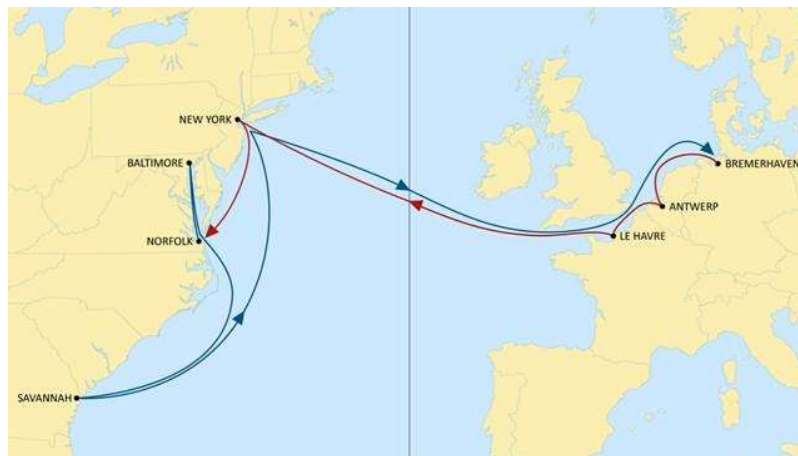 NEW YORK
BALTIMORE
BREMERHAVEN
ANTWERP
LE HAVRE
NORFOLK
SAVANNAH